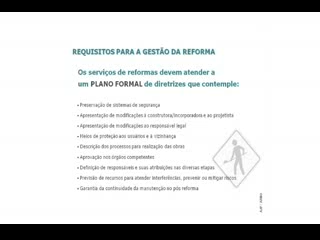 REQUISITOS PARA A GESTÃO DA REFORMA
Os serviços de reformas devem atender a
um PLANO FORMAL de diretrizes que contemple:
• Preservação de sistemas de segurança
• Apresentação de modificações à construtora/incorporadora e ao projetista
• Apresentação de modificações ao responsável legal
• Meios de proteção aos usuários e à vizinhança
• Descrição dos processos para realização das obras
• Aprovação nos órgãos competentes
• Definição de responsáveis e suas atribuições nas diversas etapas
• Previsão de recursos para atender interferências, prevenir ou mitigar riscos
• Garantia da continuidade da manutenção no pós reforma